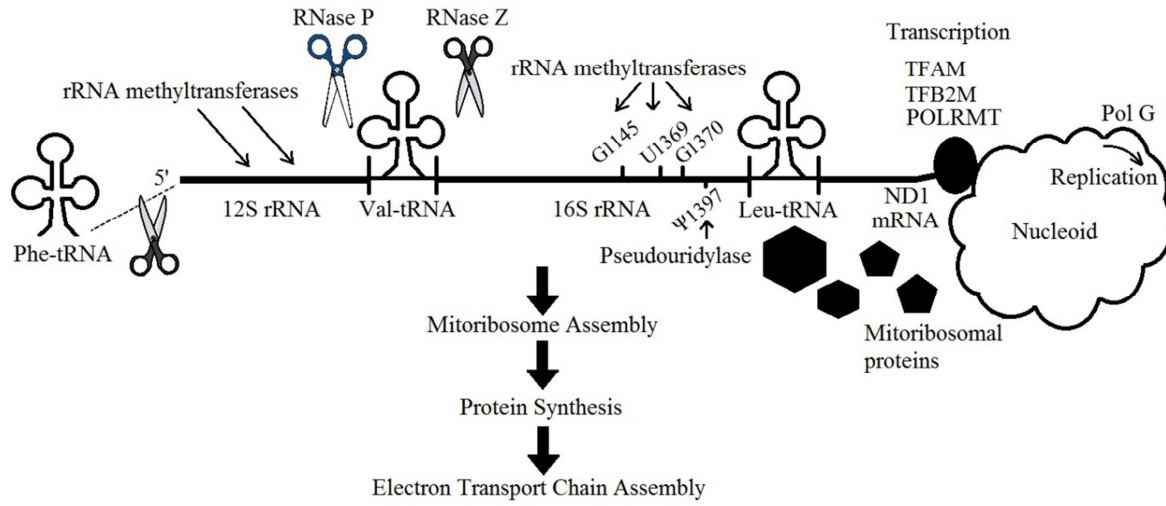 RNase P
RNase Z
Transcription
TFAM
TFB2M
POLRMT
rRNA methyltransferases
rRNA methyltransferases
Pol G
Replication
Nucleoid
G1145
U1369
G1370
5'
Phe-tRNA
12S rRNA
Val-tRNA
16S rRNA
Ψ1397
Leu-tRNA
ND1
mRNA
Pseudouridylase
Mitoribosomal
proteins
Mitoribosome Assembly
Protein Synthesis
Electron Transport Chain Assembly